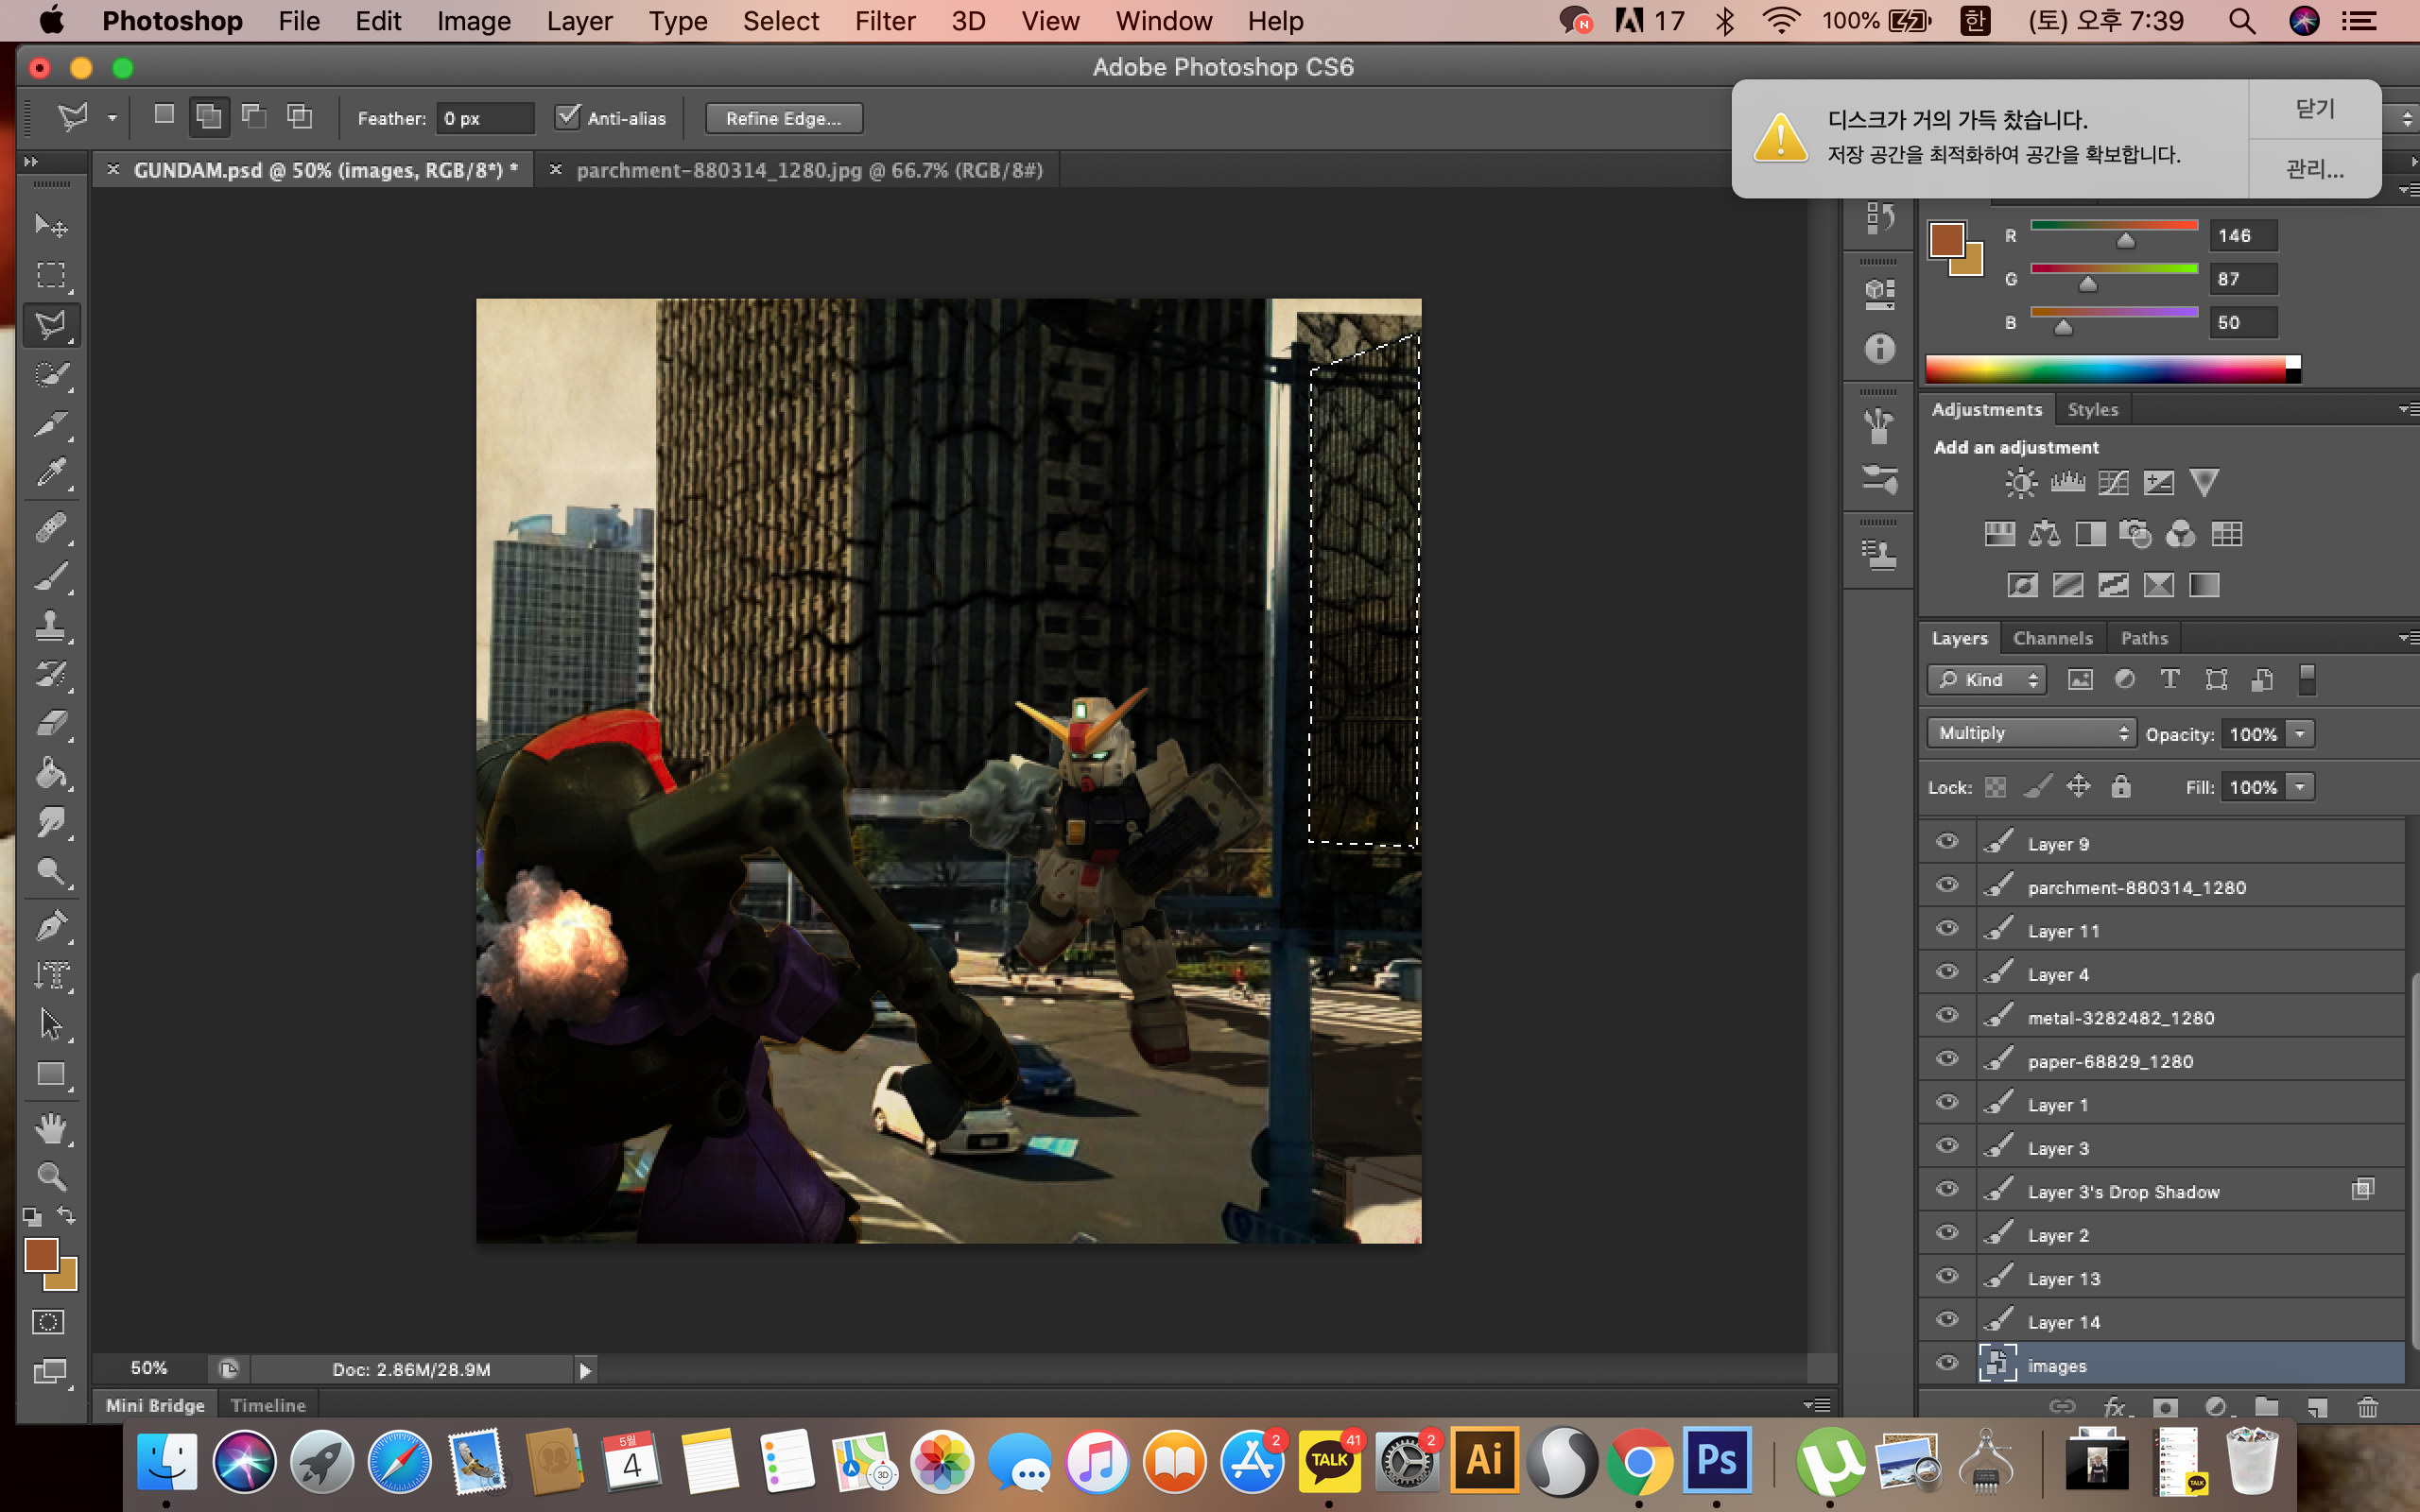 Photoshop File Edit Image Layer Type Select Filter 3D View Window Help 17 100% 한 (토) 오후 7:39
Adobe Photoshop CS6
Feather: 0 px Anti-alias Refine Edge...
디스크가 거의 가득 찼습니다.
저장 공간을 최적화하여 공간을 확보합니다.
닫기
관리...
GUNDAM.psd @ 50% (images, RGB/8*) * parchment-880314_1280.jpg @ 66.7% (RGB/8#)
R 146
G 87
B 50
Adjustments Styles
Add an adjustment
Layers Channels Paths
Kind
Multiply Opacity: 100%
Lock: Fill: 100%
Layer 9
parchment-880314_1280
Layer 11
Layer 4
metal-3282482_1280
paper-68829_1280
Layer 1
Layer 3
Layer 3's Drop Shadow
Layer 2
Layer 13
Layer 14
images
50% Doc: 2.86M/28.9M
Mini Bridge Timeline
5월
4
3D
2
TALK
41
2
Ai
Ps
TALK